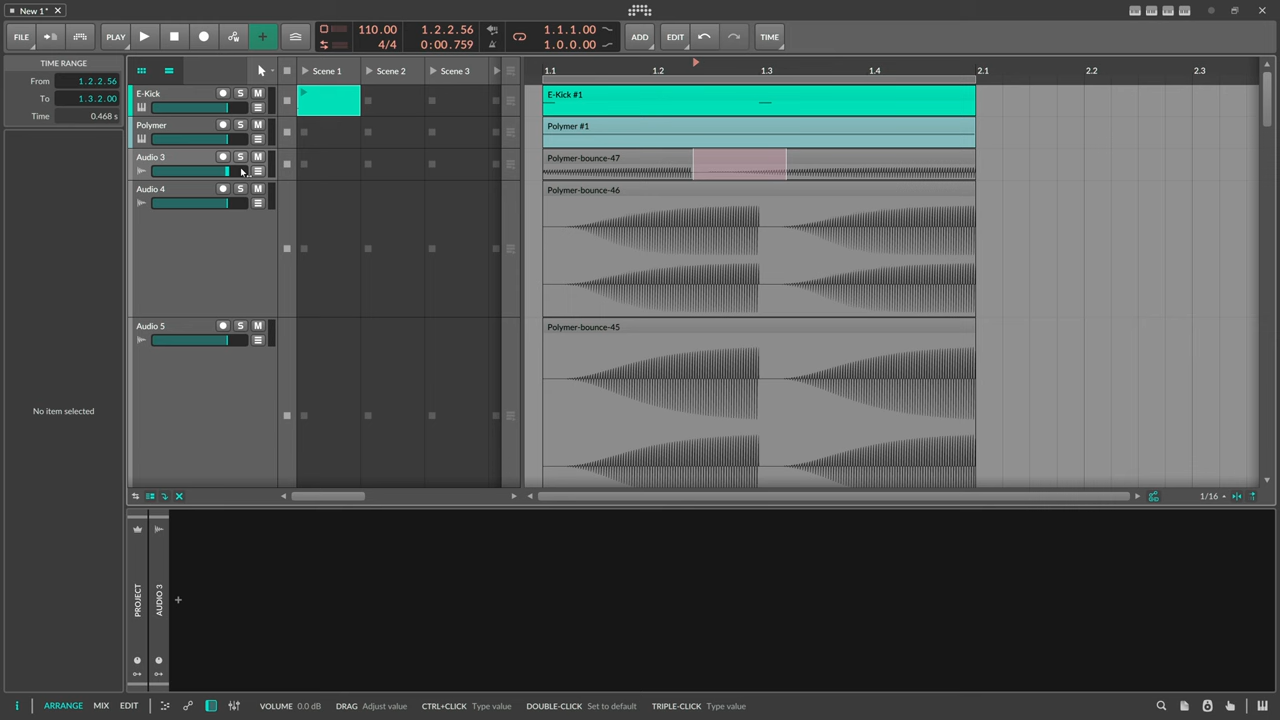 New 1*
FILE
PLAY
110.00
4/4
1.2.2.56
0:00.759
1.1.1.00
1.0.0.00
ADD
EDIT
TIME
TIME RANGE
From 1.2.2.56
To 1.3.2.00
Time 0.468 s
No item selected
Scene 1
Scene 2
Scene 3
1.1
1.2
1.3
1.4
2.1
2.2
2.3
E-Kick
S
M
E-Kick #1
Polymer
S
M
Polymer #1
Audio 3
S
M
Polymer-bounce-47
Audio 4
S
M
Polymer-bounce-46
Audio 5
S
M
Polymer-bounce-45
1/16
PROJECT
AUDIO 3
ARRANGE
MIX
EDIT
VOLUME 0.0 dB
DRAG Adjust value
CTRL+CLICK Type value
DOUBLE-CLICK Set to default
TRIPLE-CLICK Type value